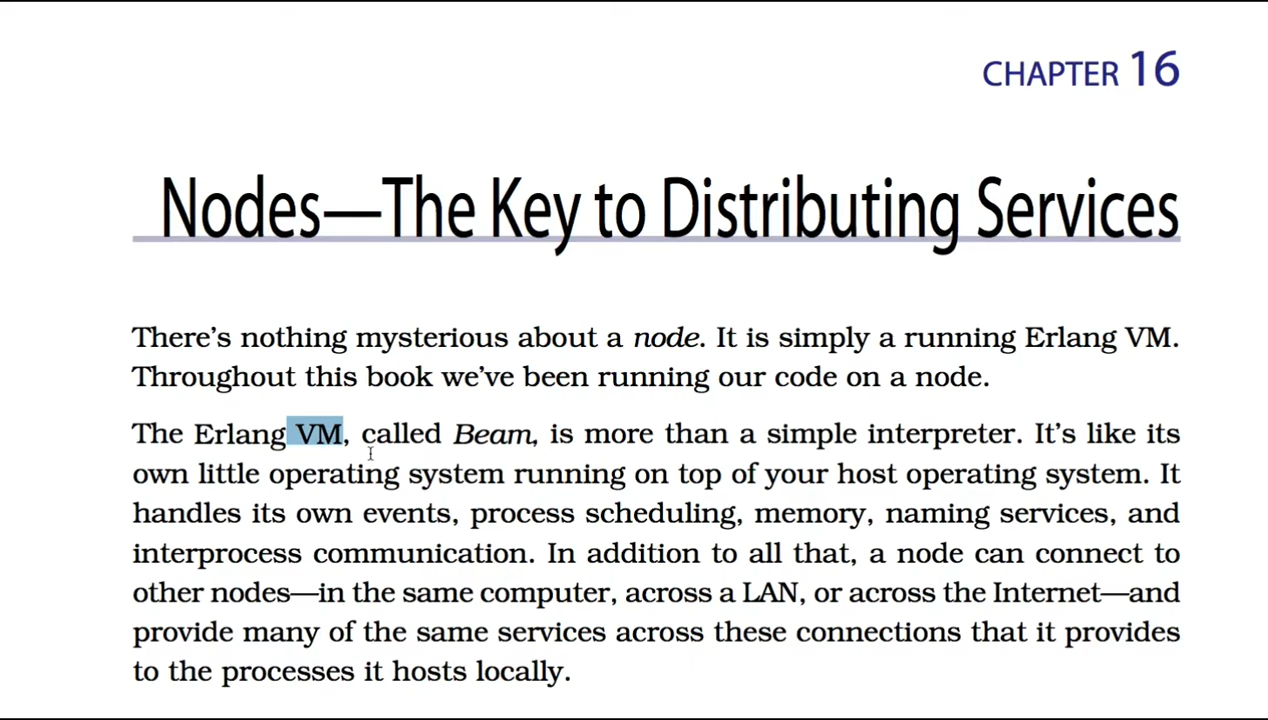 CHAPTER 16
Nodes—The Key to Distributing Services
There's nothing mysterious about a node. It is simply a running Erlang VM.
Throughout this book we've been running our code on a node.
The Erlang VM, called Beam, is more than a simple interpreter. It's like its
own little operating system running on top of your host operating system. It
handles its own events, process scheduling, memory, naming services, and
interprocess communication. In addition to all that, a node can connect to
other nodes—in the same computer, across a LAN, or across the Internet—and
provide many of the same services across these connections that it provides
to the processes it hosts locally.